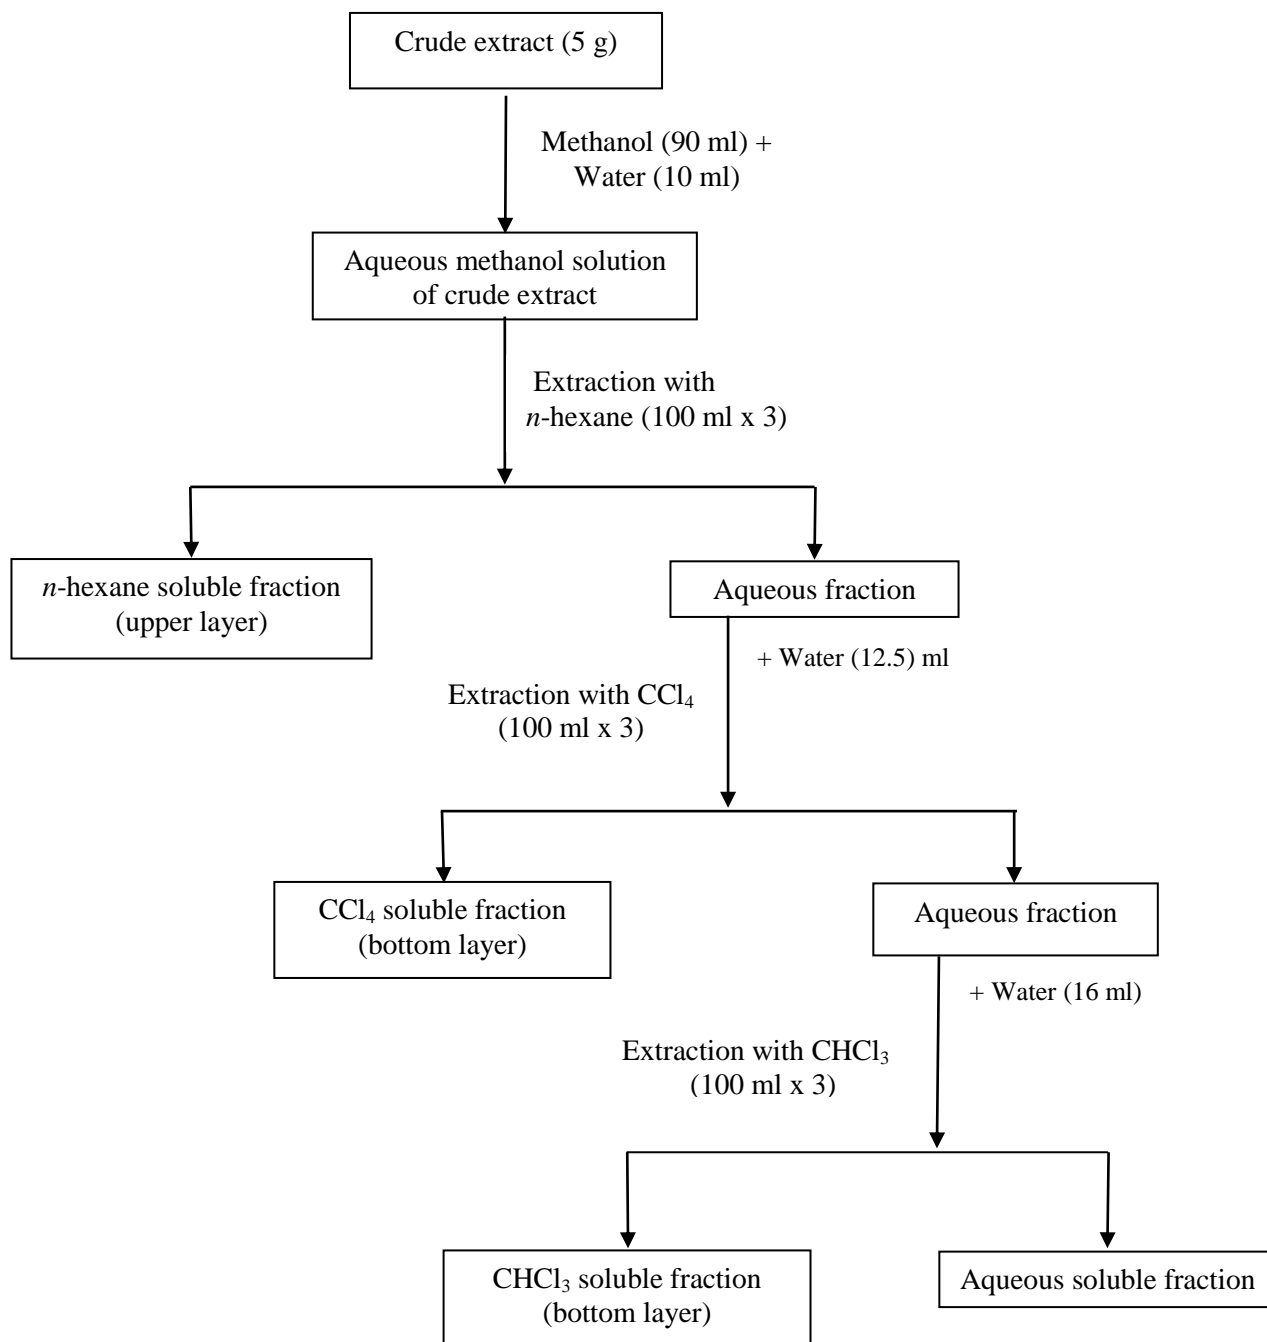 Crude extract (5 g)
Methanol (90 ml) +
Water (10 ml)
Aqueous methanol solution
of crude extract
Extraction with
n-hexane (100 ml x 3)
n-hexane soluble fraction
(upper layer)
Aqueous fraction
+ Water (12.5) ml
Extraction with CCl₄
(100 ml x 3)
CCl₄ soluble fraction
(bottom layer)
Aqueous fraction
+ Water (16 ml)
Extraction with CHCl₃
(100 ml x 3)
CHCl₃ soluble fraction
(bottom layer)
Aqueous soluble fraction